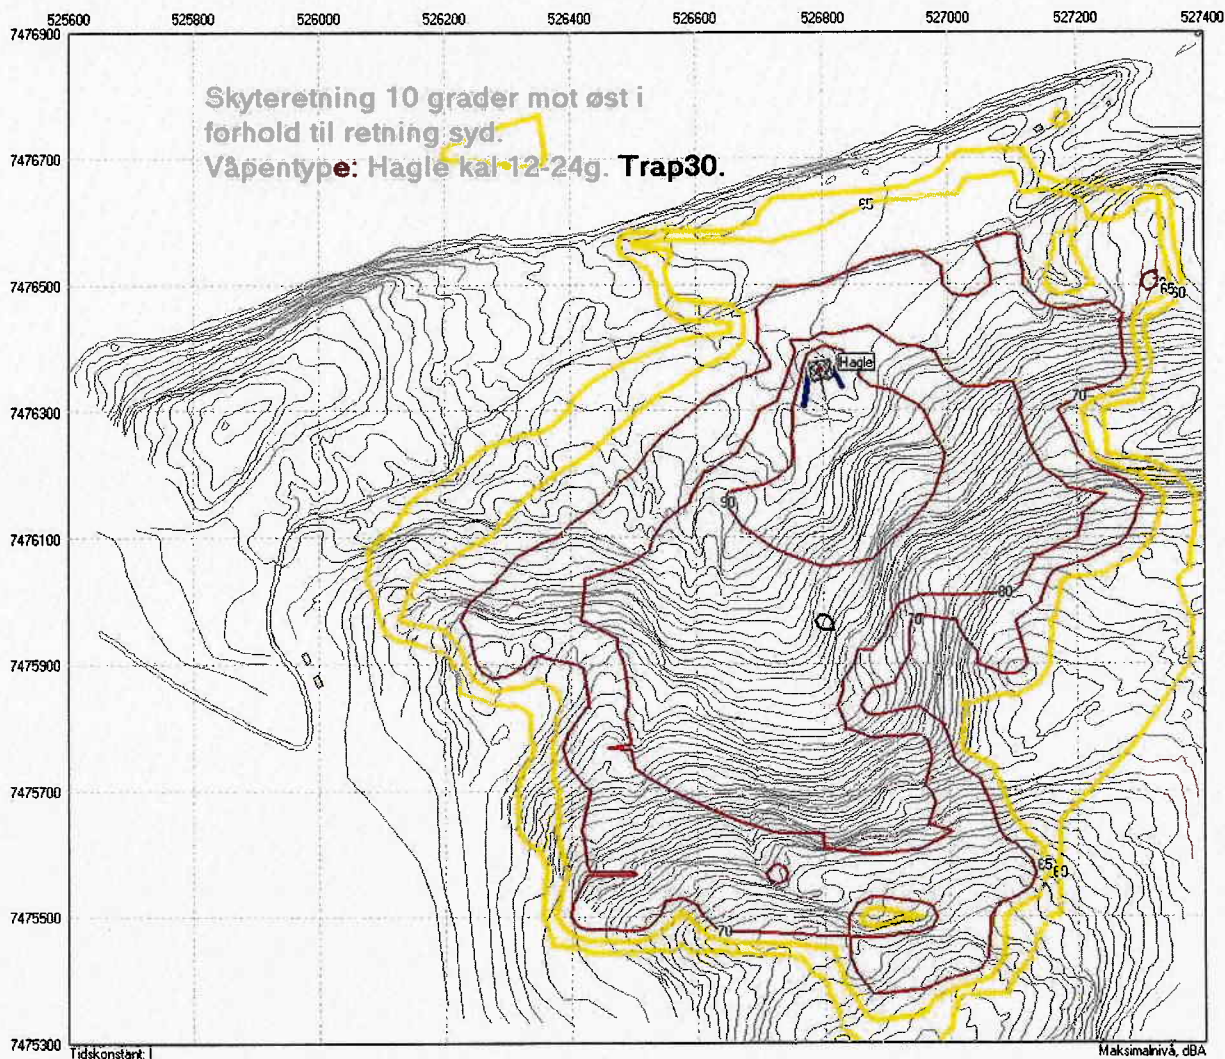 525600 525800 526000 526200 526400 526600 526800 527000 527200 527400
7476900
Skyteretning 10 grader mot øst i
forhold til retning syd.
7476700
Våpentype: Hagle kal 12-24g. Trap30.
65
7476500
65
60
Hagle
7476300
70
90
7476100
80
70
7475900
7475700
65
60
7475500
70
7475300
Tidskonstant: I
Maksimalnivå, dBA